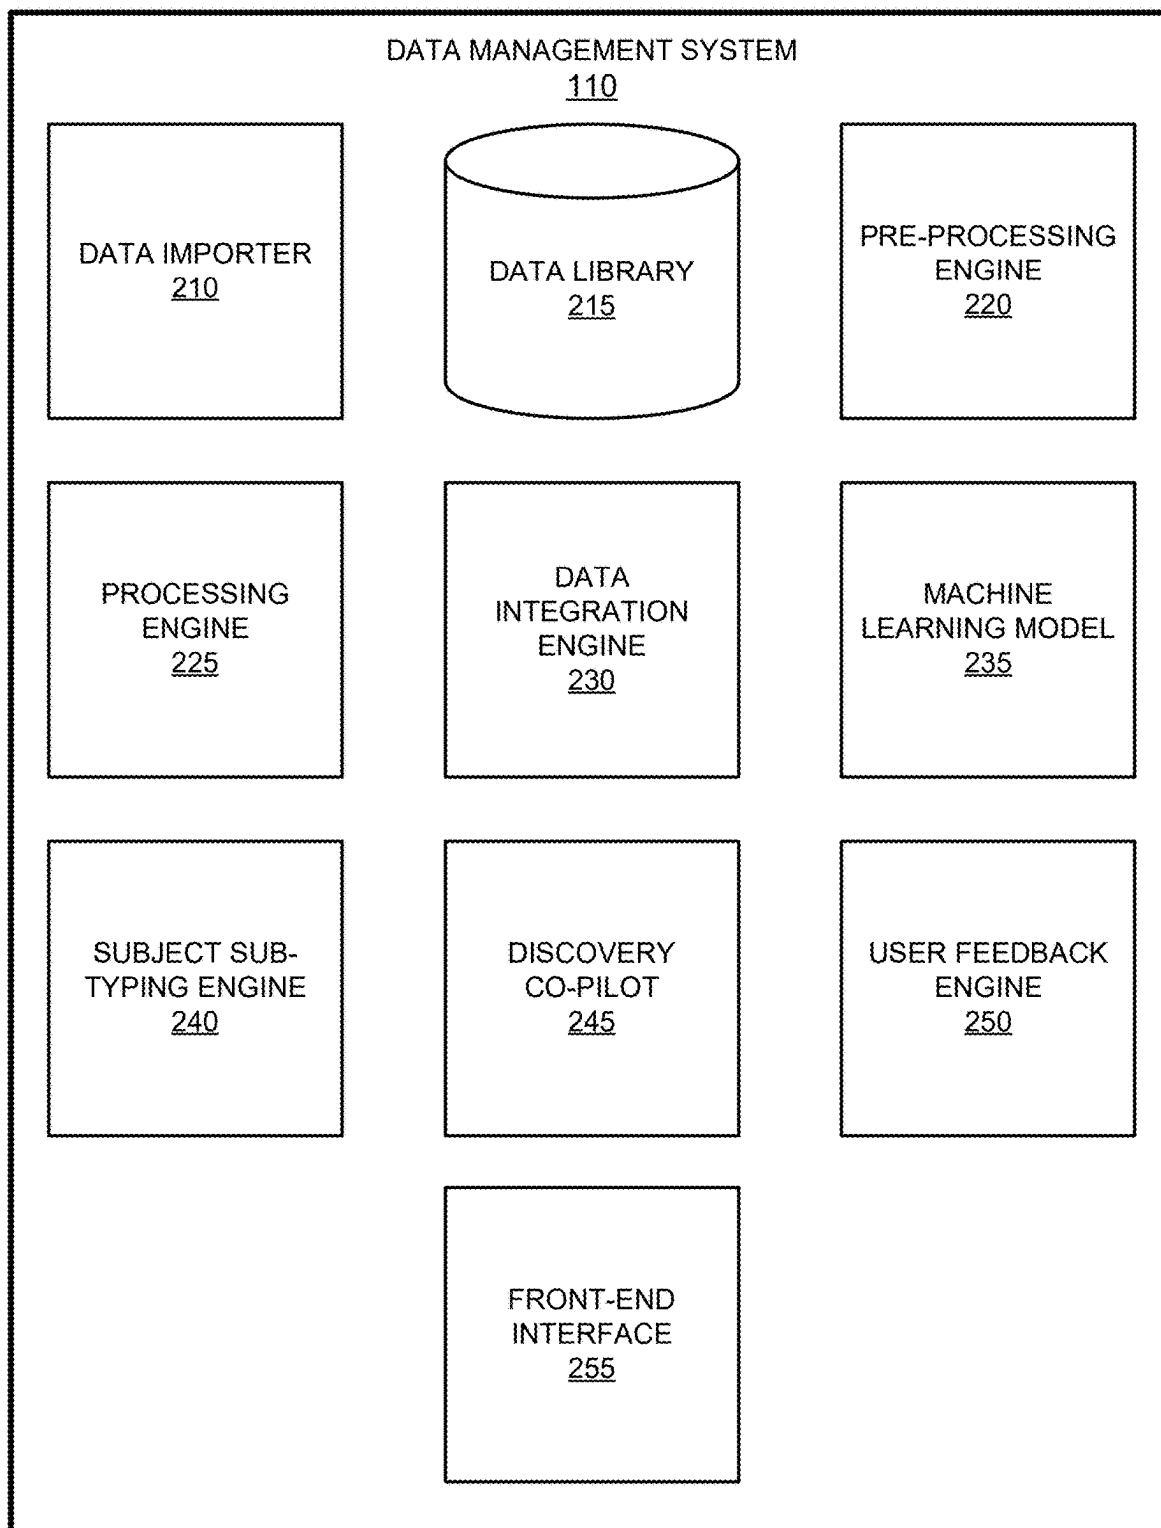 DATA MANAGEMENT SYSTEM
110
DATA IMPORTER
210
DATA LIBRARY
215
PRE-PROCESSING
ENGINE
220
PROCESSING
ENGINE
225
DATA
INTEGRATION
ENGINE
230
MACHINE
LEARNING MODEL
235
SUBJECT SUB-
TYPING ENGINE
240
DISCOVERY
CO-PILOT
245
USER FEEDBACK
ENGINE
250
FRONT-END
INTERFACE
255